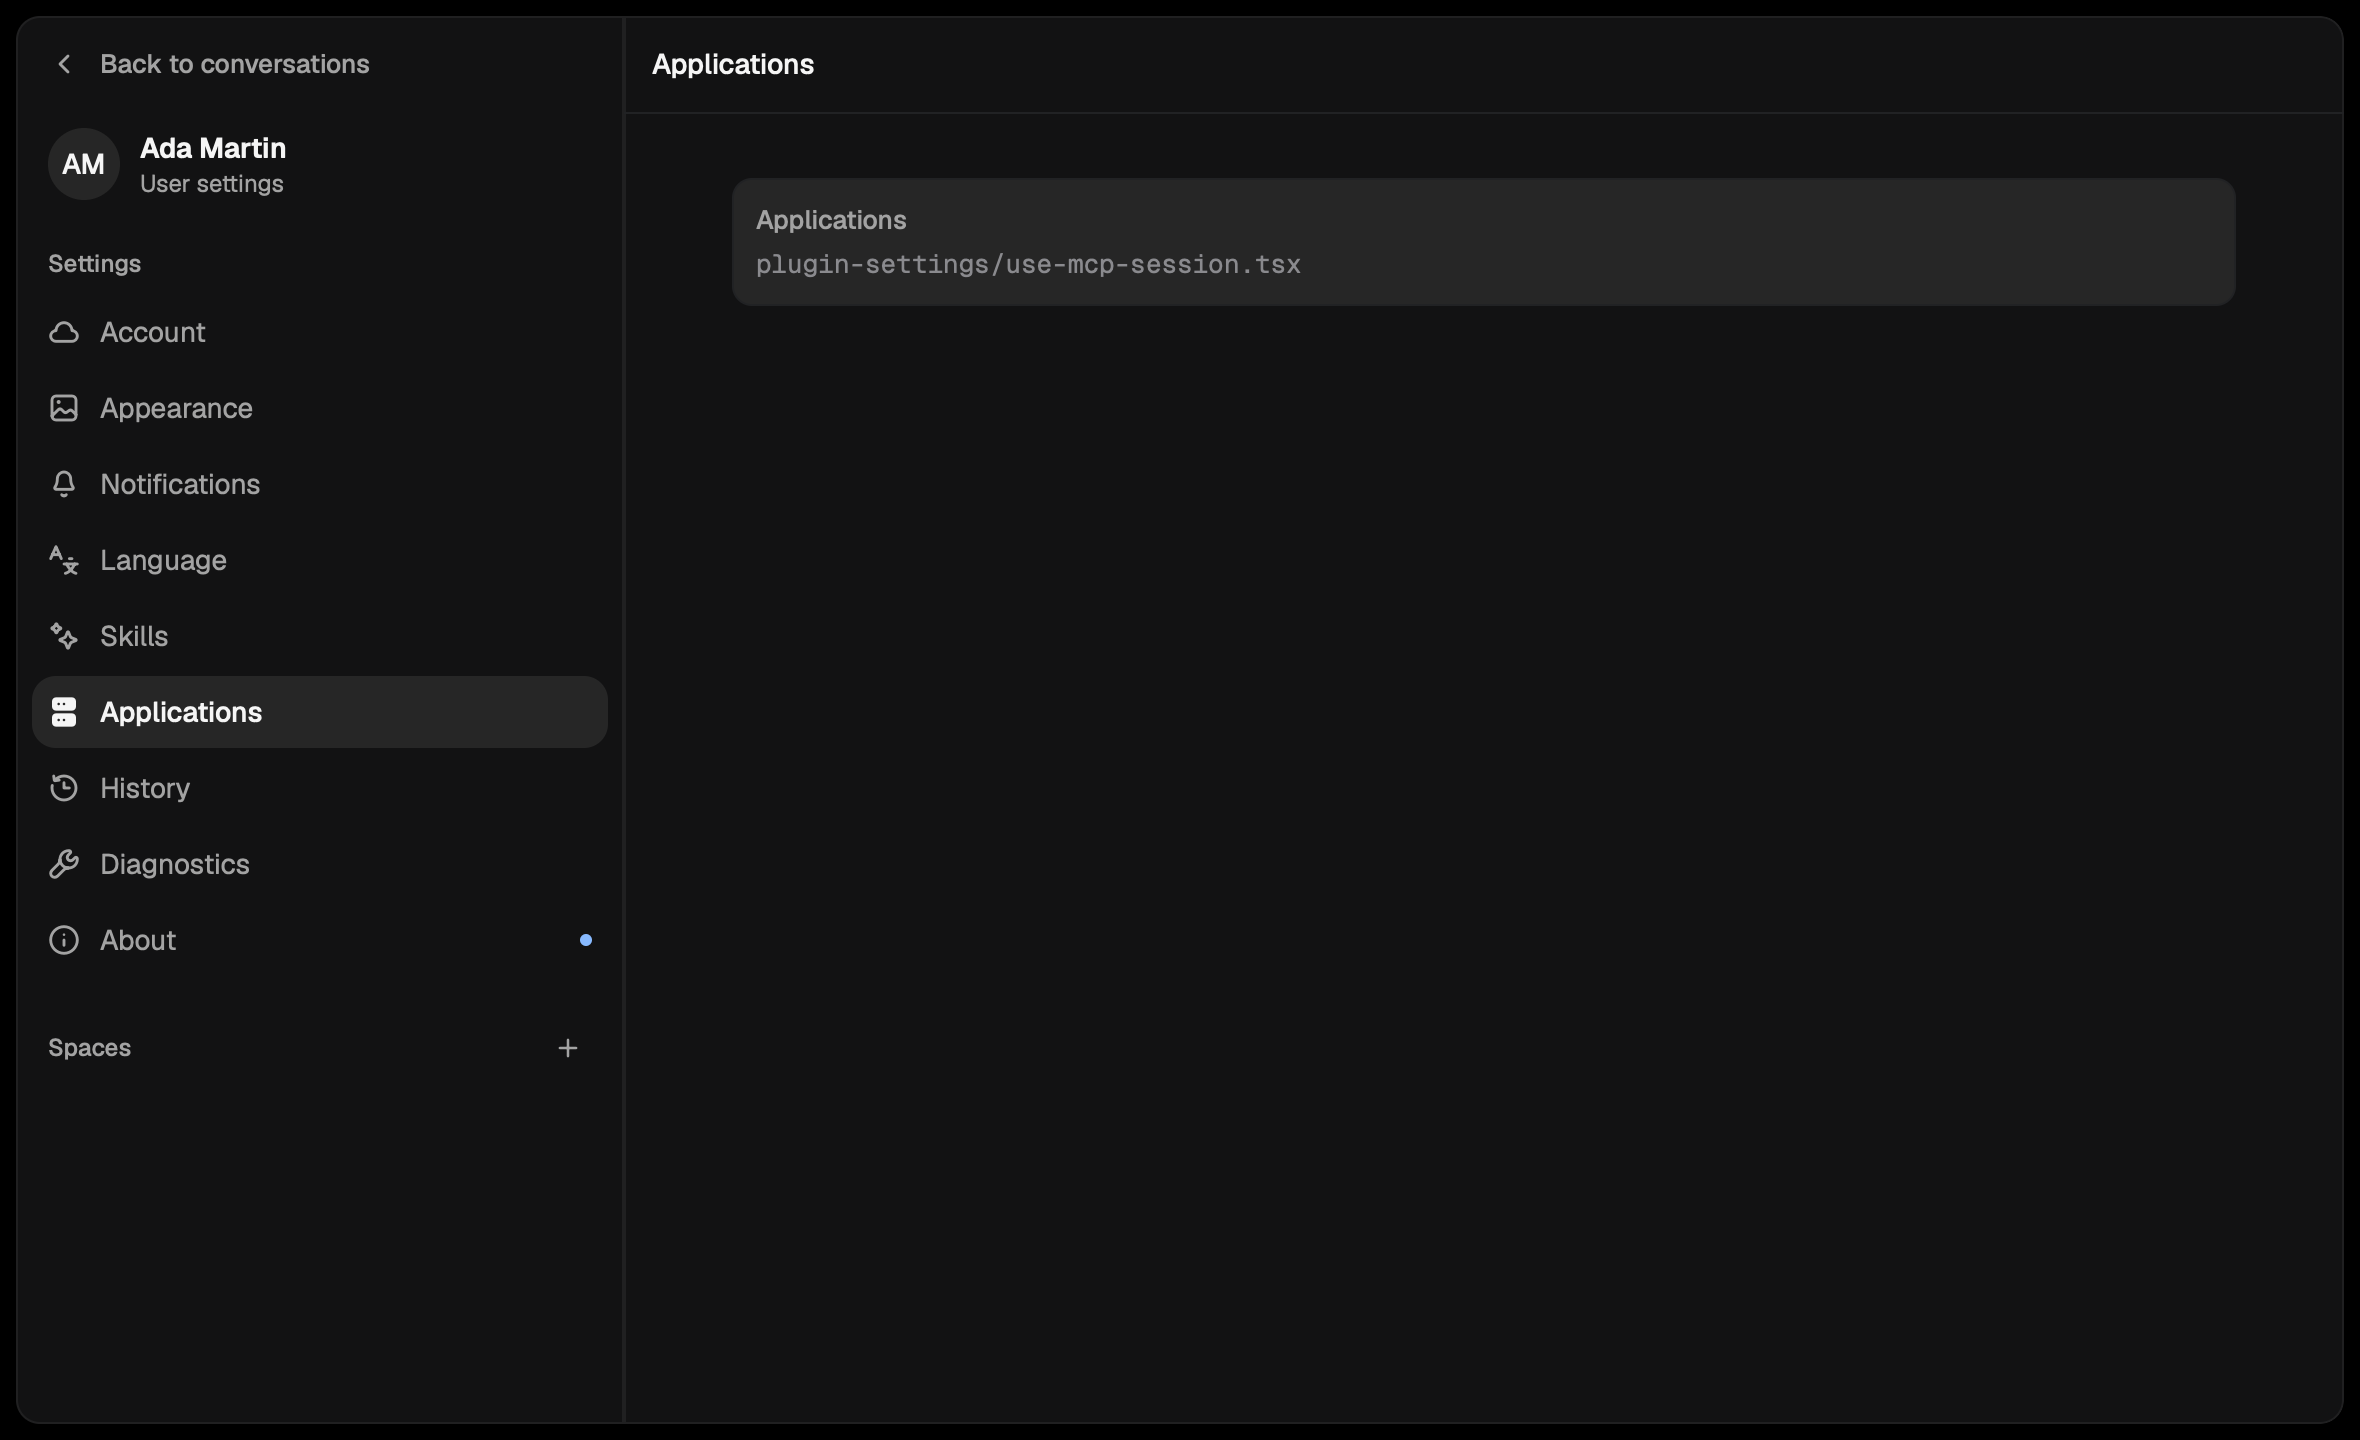 Back to conversations
AM
Ada Martin
User settings
Settings
Account
Appearance
Notifications
Language
Skills
Applications
History
Diagnostics
About
Spaces
Applications
Applications
plugin-settings/use-mcp-session.tsx